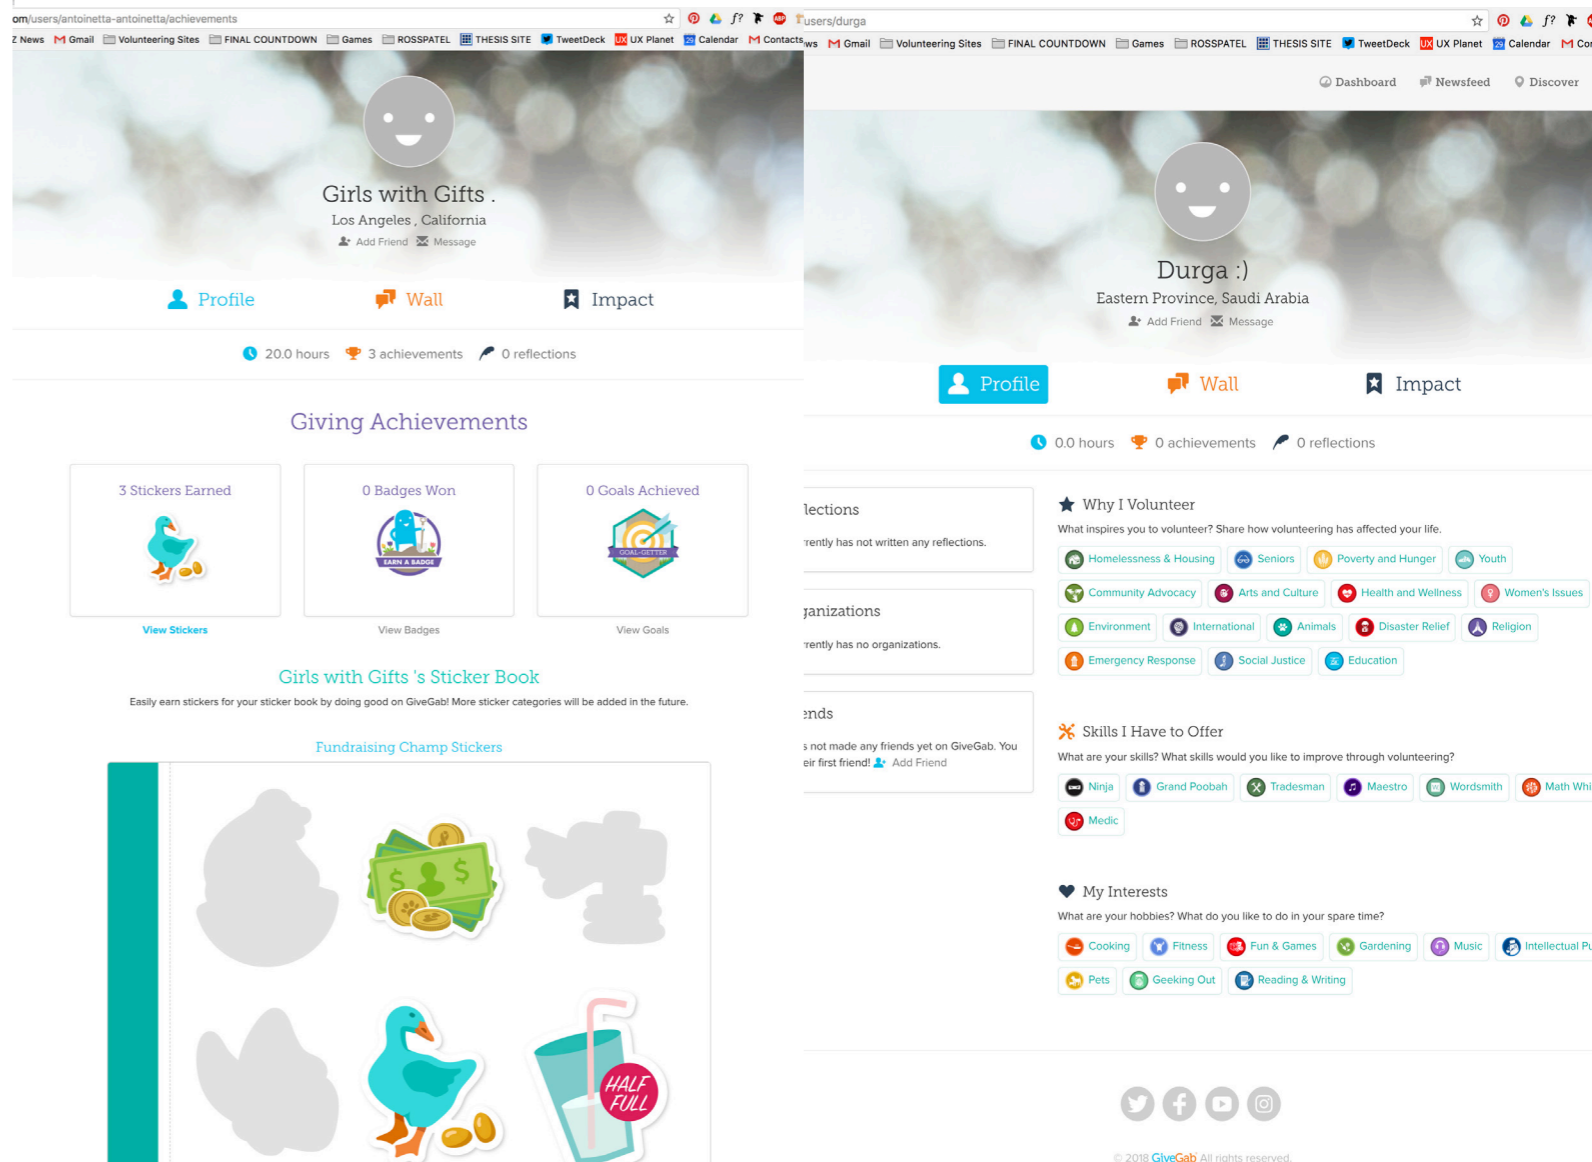 om/users/antoinetta-antoinetta/achievements
Z News Gmail Volunteering Sites FINAL COUNTDOWN Games ROSSPATEL THESIS SITE TweetDeck UX UX Planet 29 Calendar Contacts
Girls with Gifts .
Los Angeles , California
Add Friend Message
Profile Wall Impact
20.0 hours 3 achievements 0 reflections
Giving Achievements
3 Stickers Earned
View Stickers
0 Badges Won
EARN A BADGE
View Badges
0 Goals Achieved
GOAL-GETTER
View Goals
Girls with Gifts 's Sticker Book
Easily earn stickers for your sticker book by doing good on GiveGab! More sticker categories will be added in the future.
Fundraising Champ Stickers
$ $
HALF
FULL
users/durga
ws Gmail Volunteering Sites FINAL COUNTDOWN Games ROSSPATEL THESIS SITE TweetDeck UX UX Planet 29 Calendar Con
Dashboard Newsfeed Discover
Durga :)
Eastern Province, Saudi Arabia
Add Friend Message
Profile Wall Impact
0.0 hours 0 achievements 0 reflections
lections
rrently has not written any reflections.
ganizations
rrently has no organizations.
ends
s not made any friends yet on GiveGab. You
eir first friend! Add Friend
Why I Volunteer
What inspires you to volunteer? Share how volunteering has affected your life.
Homelessness & Housing Seniors Poverty and Hunger Youth
Community Advocacy Arts and Culture Health and Wellness Women's Issues
Environment International Animals Disaster Relief Religion
Emergency Response Social Justice Education
Skills I Have to Offer
What are your skills? What skills would you like to improve through volunteering?
Ninja Grand Poobah Tradesman Maestro Wordsmith Math Whi
Medic
My Interests
What are your hobbies? What do you like to do in your spare time?
Cooking Fitness Fun & Games Gardening Music Intellectual Pu
Pets Geeking Out Reading & Writing
© 2018 GiveGab All rights reserved.